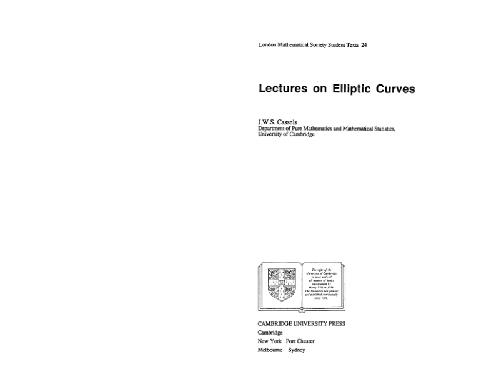 London Mathematical Society Student Texts 24
Lectures on Elliptic Curves
J.W.S. Cassels
Department of Pure Mathematics and Mathematical Statistics,
University of Cambridge
The right of the
University of Cambridge
to print and sell
all manner of books
was granted by
Henry VIII in 1534.
The University has printed
and published continuously
since 1584.
CAMBRIDGE UNIVERSITY PRESS
Cambridge
New York Port Chester
Melbourne Sydney